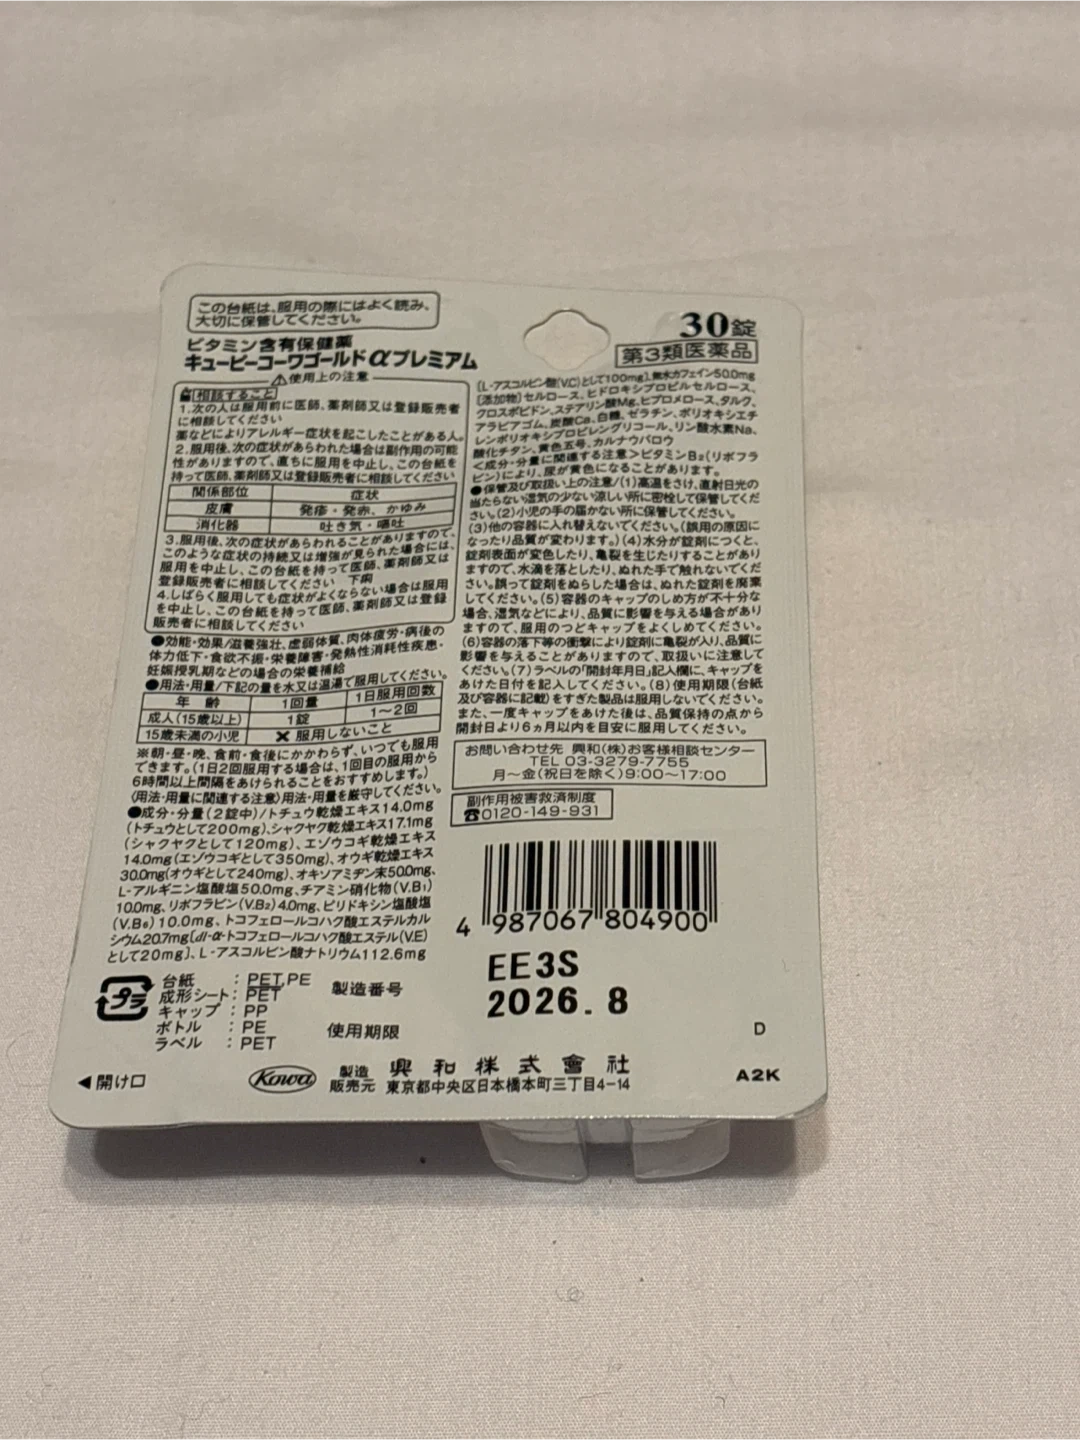 この台紙は、服用の際にはよく読み、
大切に保管してください。
ビタミン含有保健薬
キューピーコーワゴールドαプレミアム
30錠
第3類医薬品
⚠使用上の注意
相談すること
1.次の人は服用前に医師、薬剤師又は登録販売者
に相談してください
薬などによりアレルギー症状を起こしたことがある人。
2.服用後、次の症状があらわれた場合は副作用の可能
性がありますので、直ちに服用を中止し、この台紙を
持って医師、薬剤師又は登録販売者に相談してください
関係部位 症状
皮膚 発疹・発赤、かゆみ
消化器 吐き気・嘔吐
3.服用後、次の症状があらわれることがありますので、
このような症状の持続又は増強が見られた場合には、
服用を中止し、この台紙を持って医師、薬剤師又は
登録販売者に相談してください 下痢
4.しばらく服用しても症状がよくならない場合は服用
を中止し、この台紙を持って医師、薬剤師又は登録
販売者に相談してください
●効能・効果/滋養強壮、虚弱体質、肉体疲労・病後の
体力低下・食欲不振・栄養障害・発熱性消耗性疾患・
妊娠授乳期などの場合の栄養補給
●用法・用量/下記の量を水又は温湯で服用してください。
年 齢 1回量 1日服用回数
成人(15歳以上) 1錠 1〜2回
15歳未満の小児 ✕ 服用しないこと
※朝・昼・晩、食前・食後にかかわらず、いつでも服用
できます。(1日2回服用する場合は、1回目の服用から
6時間以上間隔をあけられることをおすすめします。)
〈用法・用量に関連する注意〉用法・用量を厳守してください。
●成分・分量(2錠中)/トチュウ乾燥エキス14.0mg
(トチュウとして200mg)、シャクヤク乾燥エキス17.1mg
(シャクヤクとして120mg)、エゾウコギ乾燥エキス
14.0mg(エゾウコギとして350mg)、オウギ乾燥エキス
30.0mg(オウギとして240mg)、オキソアミヂン末50.0mg、
L-アルギニン塩酸塩50.0mg、チアミン硝化物(V.B₁)
10.0mg、リボフラビン(V.B₂)4.0mg、ピリドキシン塩酸塩
(V.B₆)10.0mg、トコフェロールコハク酸エステルカル
シウム20.7mg〔dl-α-トコフェロールコハク酸エステル(V.E)
として20mg〕、L-アスコルビン酸ナトリウム112.6mg
〔L-アスコルビン酸(V.C)として100mg〕、無水カフェイン50.0mg
〔添加物〕セルロース、ヒドロキシプロピルセルロース、
クロスポビドン、ステアリン酸Mg、ヒプロメロース、タルク、
アラビアゴム、炭酸Ca、白糖、ゼラチン、ポリオキシエチ
レンポリオキシプロピレングリコール、リン酸水素Na、
酸化チタン、黄色五号、カルナウバロウ
<成分・分量に関連する注意>ビタミンB₂(リボフラ
ビン)により、尿が黄色になることがあります。
●保管及び取扱い上の注意/(1)高温をさけ、直射日光の
当たらない湿気の少ない涼しい所に密栓して保管してくだ
さい。(2)小児の手の届かない所に保管してください。
(3)他の容器に入れ替えないでください。(誤用の原因に
なったり品質が変わります。)(4)水分が錠剤につくと、
錠剤表面が変色したり、亀裂を生じたりすることがあり
ますので、水滴を落としたり、ぬれた手で触れないでくだ
さい。誤って錠剤をぬらした場合は、ぬれた錠剤を廃棄
してください。(5)容器のキャップのしめ方が不十分な
場合、湿気などにより、品質に影響を与える場合があり
ますので、服用のつどキャップをよくしめてください。
(6)容器の落下等の衝撃により錠剤に亀裂が入り、品質に
影響を与えることがありますので、取扱いに注意して
ください。(7)ラベルの「開封年月日」記入欄に、キャップを
あけた日付を記入してください。(8)使用期限(台紙
及び容器に記載)をすぎた製品は服用しないでください。
また、一度キャップをあけた後は、品質保持の点から
開封日より6ヵ月以内を目安に服用してください。
お問い合わせ先 興和(株)お客様相談センター
TEL 03-3279-7755
月〜金(祝日を除く)9:00〜17:00
副作用被害救済制度
☎0120-149-931
4 987067 804900
EE3S
2026. 8
プラ
台紙 : PET,PE
成形シート : PET
キャップ : PP
ボトル : PE
ラベル : PET
製造番号
使用期限
D
◀開け口
Kowa
製造
販売元
興和株式會社
東京都中央区日本橋本町三丁目4-14
A2K